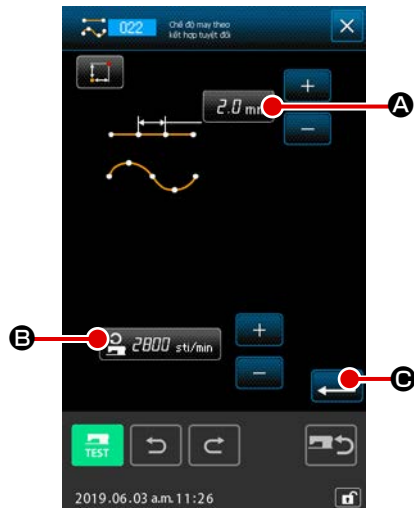 022
Chế độ may theo
kết hợp tuyệt đối
2.0 mm
+
−
A
B
2800 sti/min
+
−
C
TEST
2019.06.03 a.m. 11:26